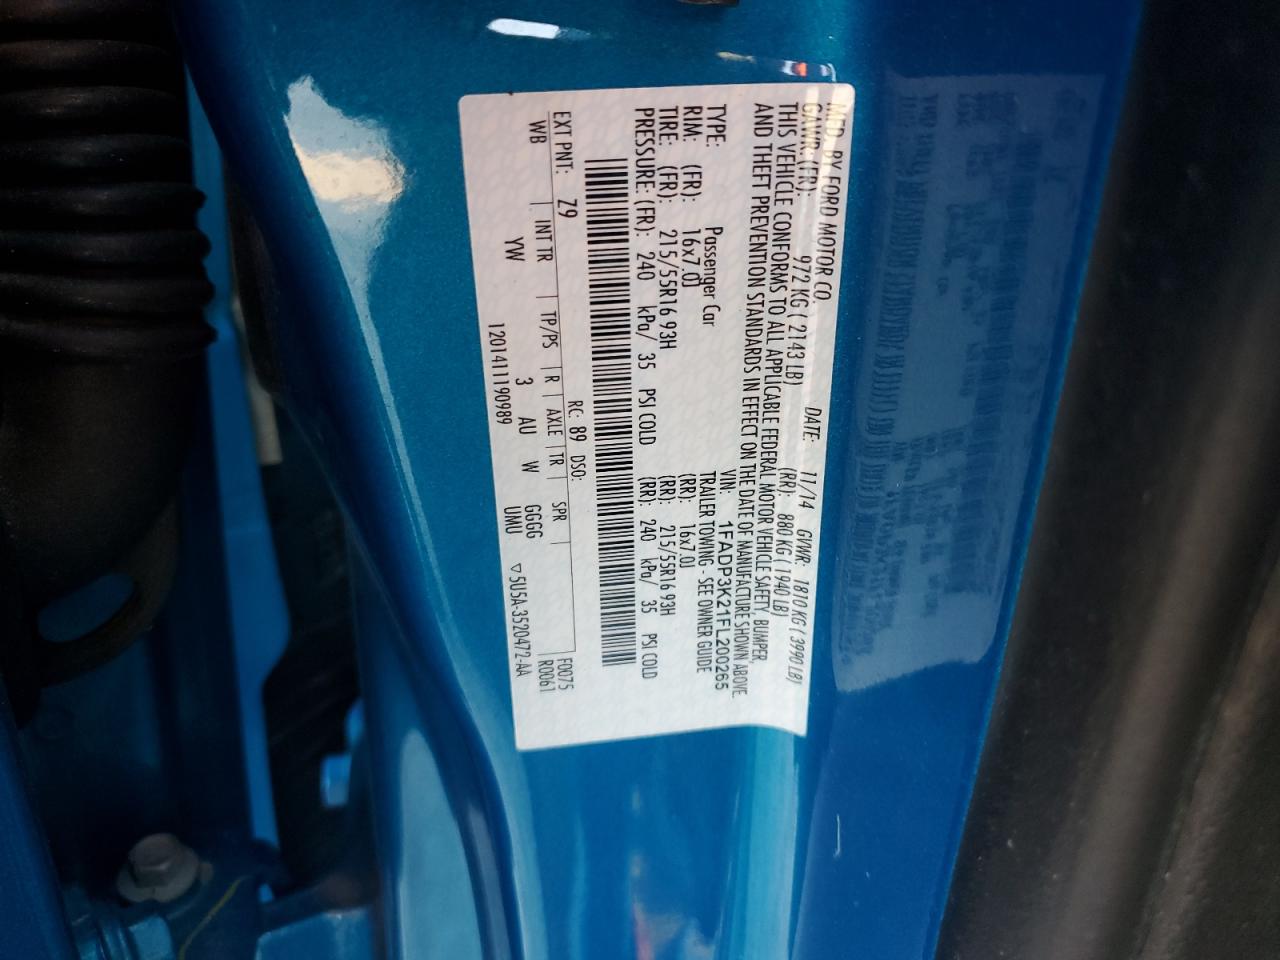 MFD. BY FORD MOTOR CO.
DATE: 11/14 GVWR: 1810 KG ( 3990 LB)
GAWR: (FR): 972 KG ( 2143 LB) (RR): 880 KG ( 1940 LB)
THIS VEHICLE CONFORMS TO ALL APPLICABLE FEDERAL MOTOR VEHICLE SAFETY, BUMPER,
AND THEFT PREVENTION STANDARDS IN EFFECT ON THE DATE OF MANUFACTURE SHOWN ABOVE.
VIN: 1FADP3K21FL200265
TYPE: Passenger Car TRAILER TOWING - SEE OWNER GUIDE
RIM: (FR): 16x7.0J (RR): 16x7.0J
TIRE: (FR): 215/55R16 93H (RR): 215/55R16 93H
PRESSURE: (FR): 240 kPa/ 35 PSI COLD (RR): 240 kPa/ 35 PSI COLD
RC: 89 DSO: F0075
EXT PNT: Z9 R0061
WB INT TR TP/PS R AXLE TR SPR
YW 3 AU W GGGG
UMU
120141190989 ▽5U5A-3520472-AA